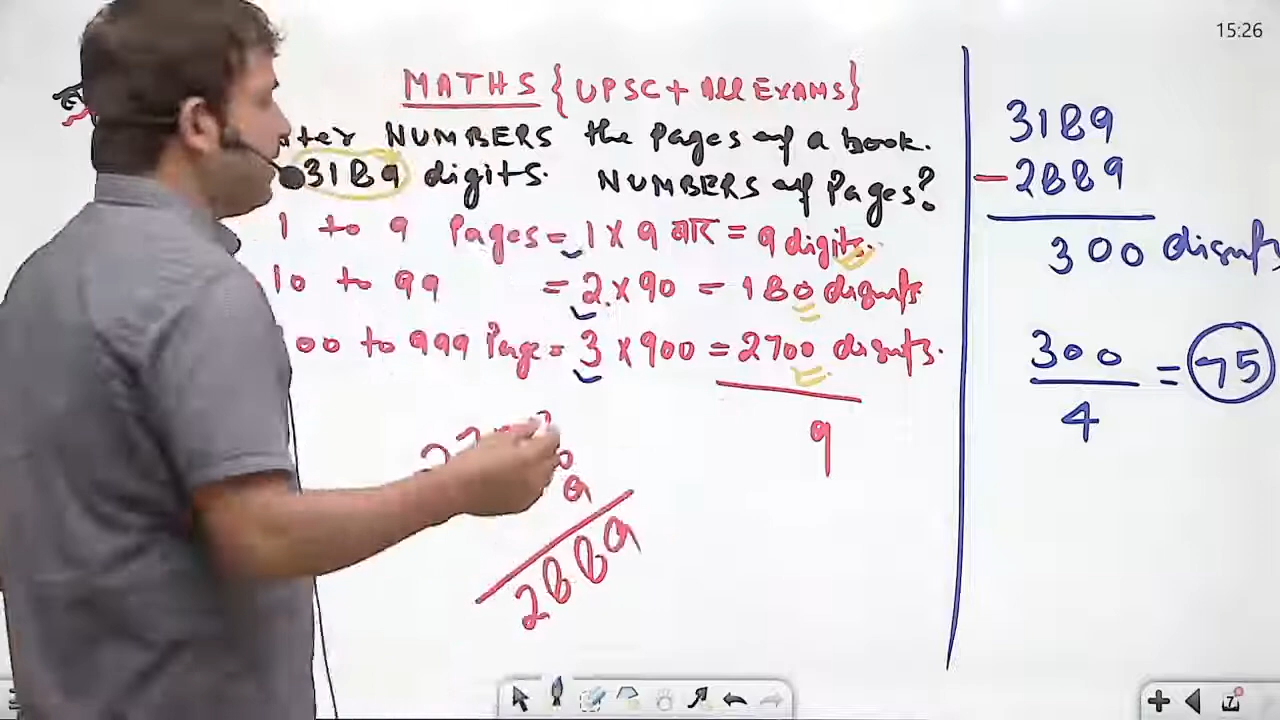 15:26
MATHS {UPSC + All EXAMS}
NUMBERS the Pages of a book.
3189 digits. NUMBERS of Pages?
1 to 9 Pages = 1 x 9 बार = 9 digits.
10 to 99 = 2 x 90 = 180 digits
00 to 999 Page = 3 x 900 = 2700 digits.
9
9
2889
3189
- 2889
300 digits
300
4
= 75